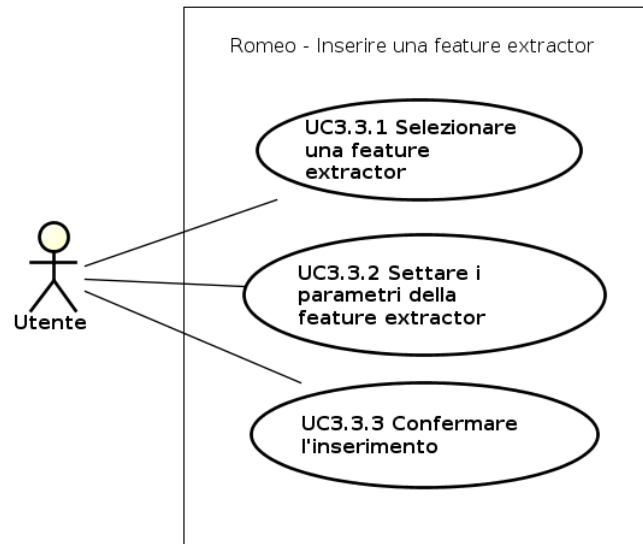 Romeo - Inserire una feature extractor
UC3.3.1 Selezionare
una feature
extractor
UC3.3.2 Settare i
parametri della
feature extractor
Utente
UC3.3.3 Confermare
l'inserimento